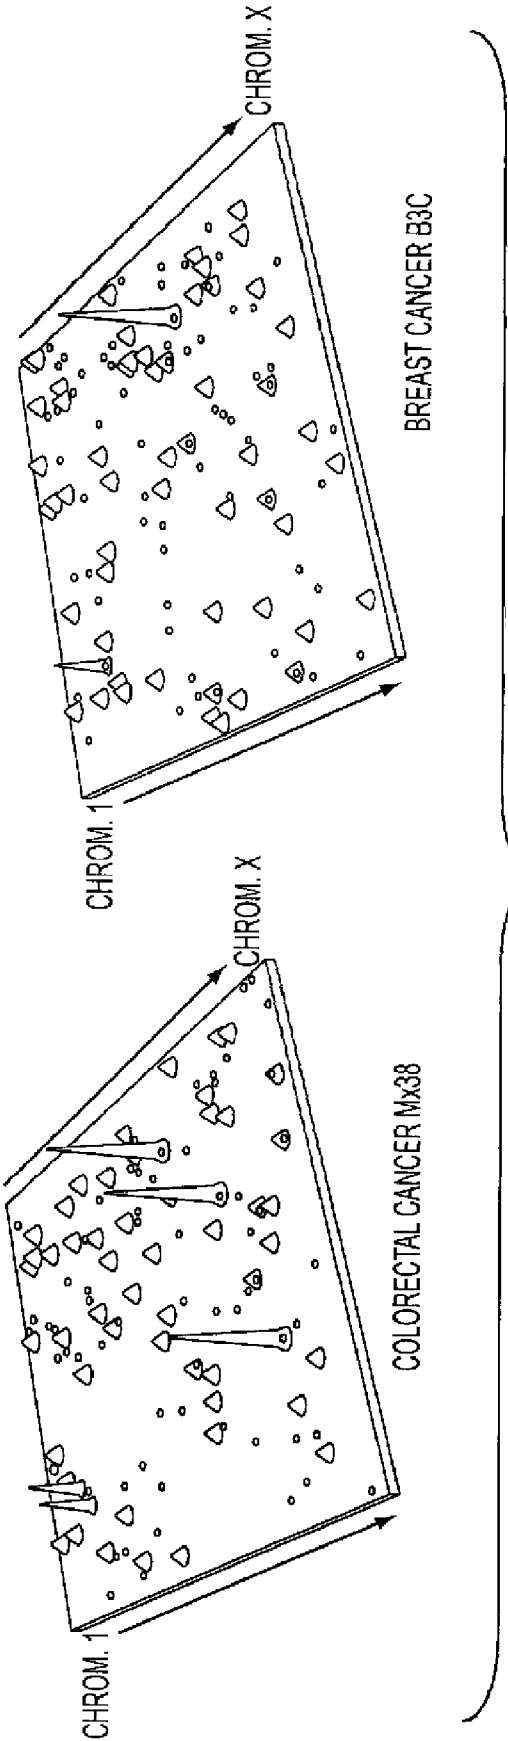 CHROM. 1
CHROM. X
COLORECTAL CANCER Mx38
CHROM. 1
CHROM. X
BREAST CANCER B3C